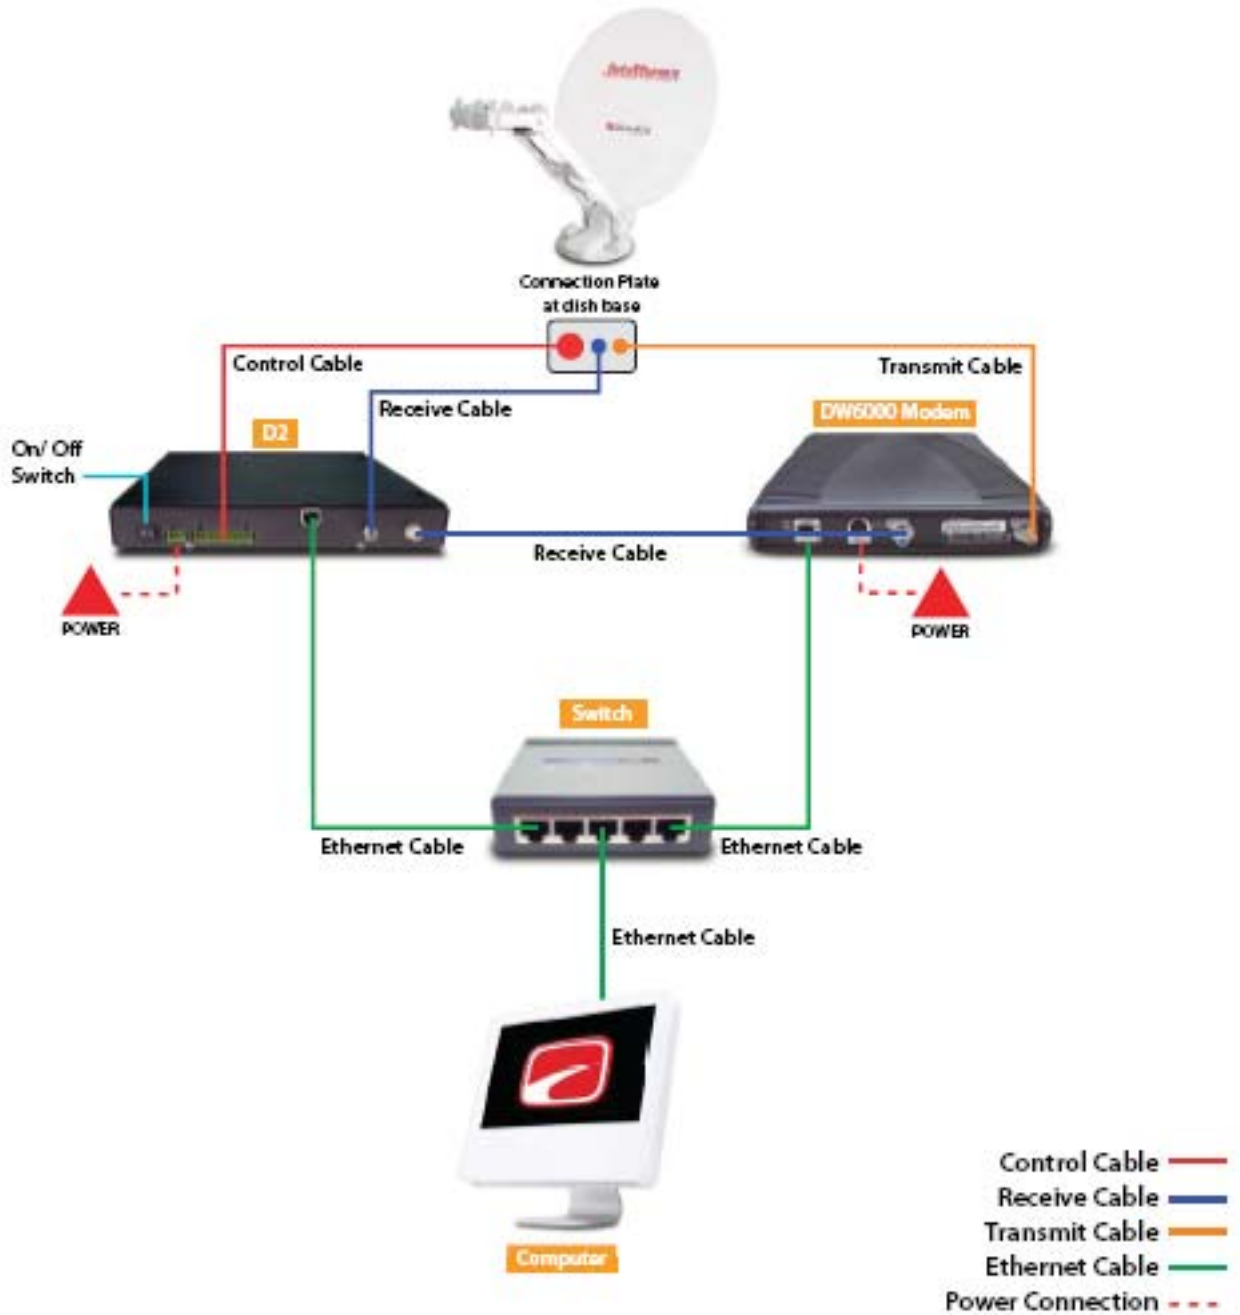 Connection Plate
at dish base
Control Cable
Transmit Cable
Receive Cable
DW6000 Modem
D2
On/ Off
Switch
Receive Cable
POWER
POWER
Switch
Ethernet Cable
Ethernet Cable
Ethernet Cable
Computer
Control Cable
Receive Cable
Transmit Cable
Ethernet Cable
Power Connection